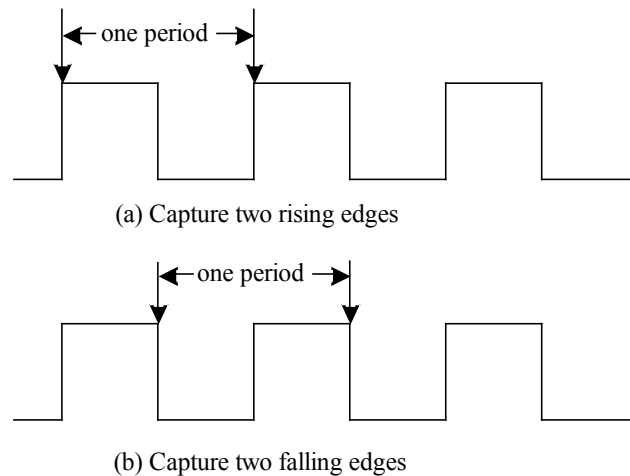 one period
(a) Capture two rising edges
one period
(b) Capture two falling edges